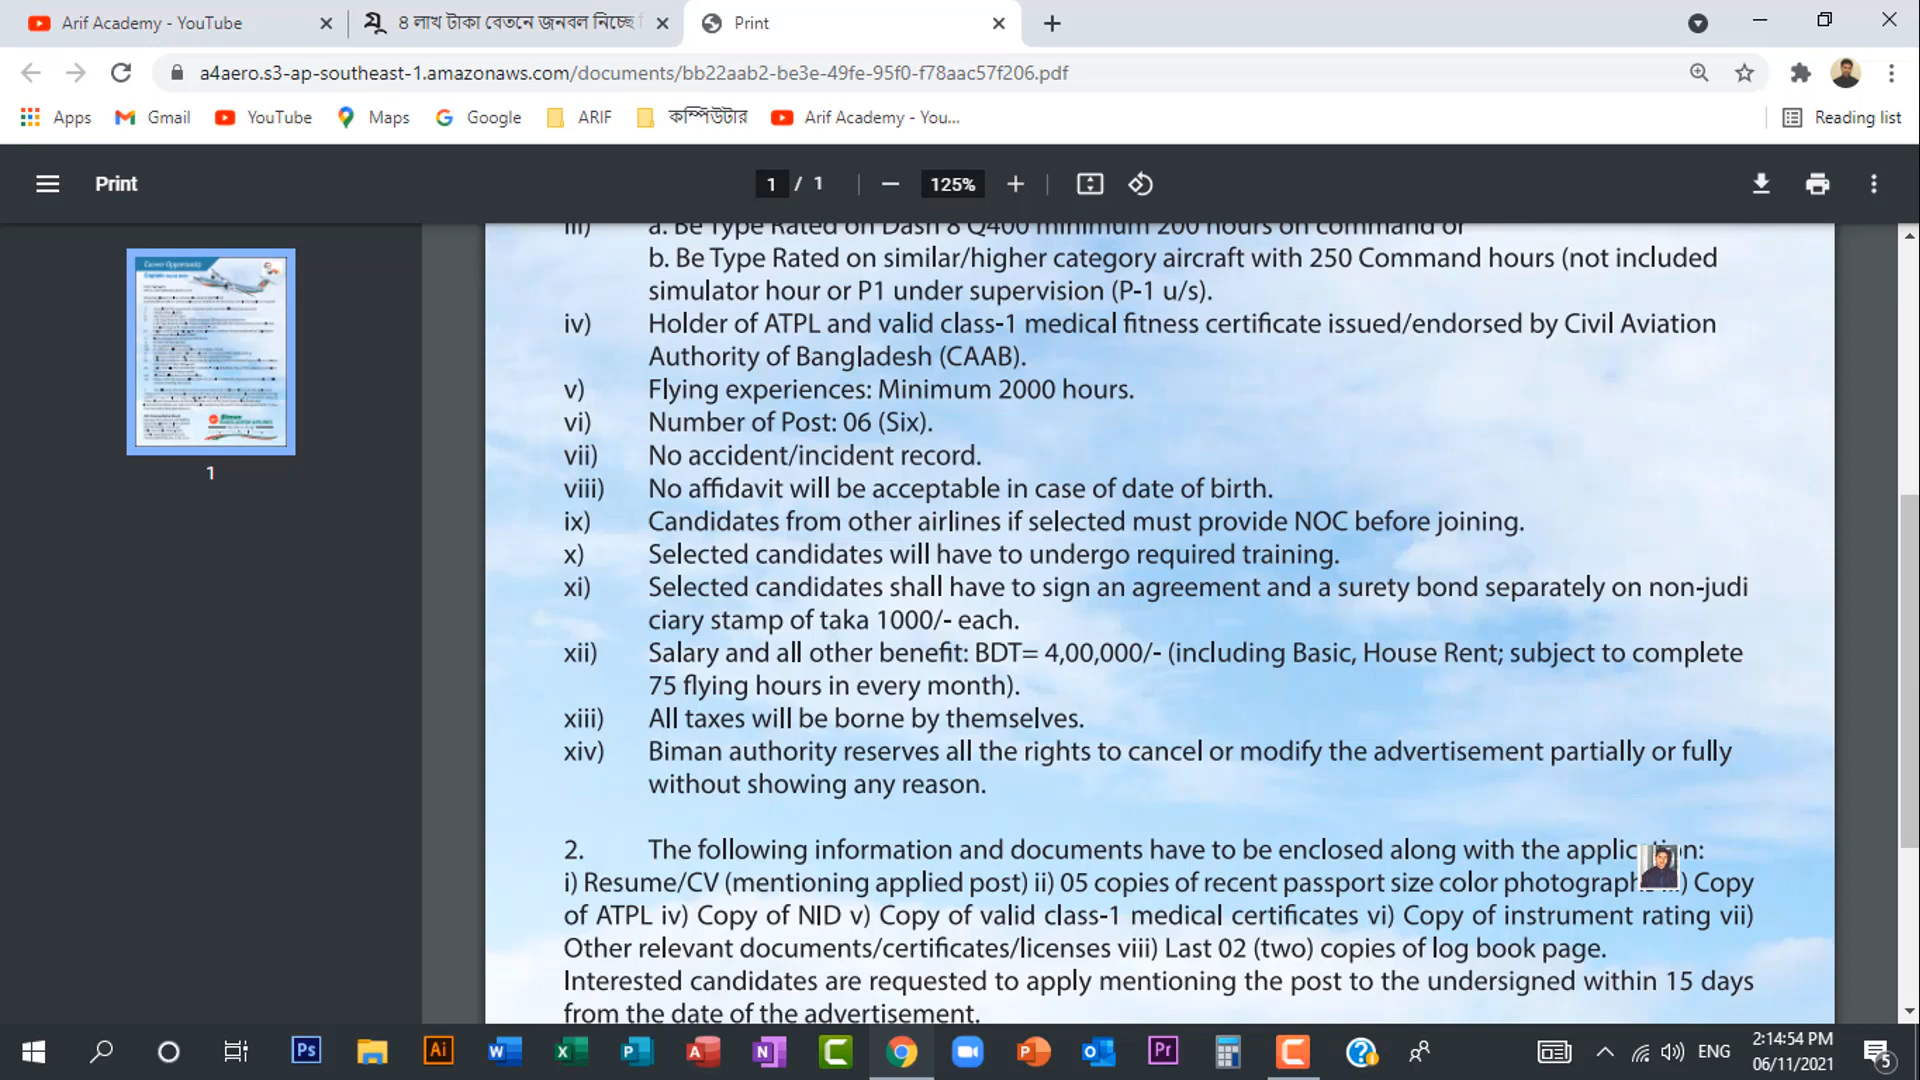 Arif Academy - YouTube
৪ লাখ টাকা বেতনে জনবল নিচ্ছে
Print
a4aero.s3-ap-southeast-1.amazonaws.com/documents/bb22aab2-be3e-49fe-95f0-f78aac57f206.pdf
Apps
Gmail
YouTube
Maps
Google
ARIF
কম্পিউটার
Arif Academy - You...
Reading list
Print
1 / 1
125%
Career Opportunity
1
iii) a. Be Type Rated on Dash 8 Q400 minimum 200 hours on command or
b. Be Type Rated on similar/higher category aircraft with 250 Command hours (not included
simulator hour or P1 under supervision (P-1 u/s).
iv) Holder of ATPL and valid class-1 medical fitness certificate issued/endorsed by Civil Aviation
Authority of Bangladesh (CAAB).
v) Flying experiences: Minimum 2000 hours.
vi) Number of Post: 06 (Six).
vii) No accident/incident record.
viii) No affidavit will be acceptable in case of date of birth.
ix) Candidates from other airlines if selected must provide NOC before joining.
x) Selected candidates will have to undergo required training.
xi) Selected candidates shall have to sign an agreement and a surety bond separately on non-judi
ciary stamp of taka 1000/- each.
xii) Salary and all other benefit: BDT= 4,00,000/- (including Basic, House Rent; subject to complete
75 flying hours in every month).
xiii) All taxes will be borne by themselves.
xiv) Biman authority reserves all the rights to cancel or modify the advertisement partially or fully
without showing any reason.
2. The following information and documents have to be enclosed along with the application:
i) Resume/CV (mentioning applied post) ii) 05 copies of recent passport size color photograph ) Copy
of ATPL iv) Copy of NID v) Copy of valid class-1 medical certificates vi) Copy of instrument rating vii)
Other relevant documents/certificates/licenses viii) Last 02 (two) copies of log book page.
Interested candidates are requested to apply mentioning the post to the undersigned within 15 days
from the date of the advertisement.
ENG
2:14:54 PM
06/11/2021
5